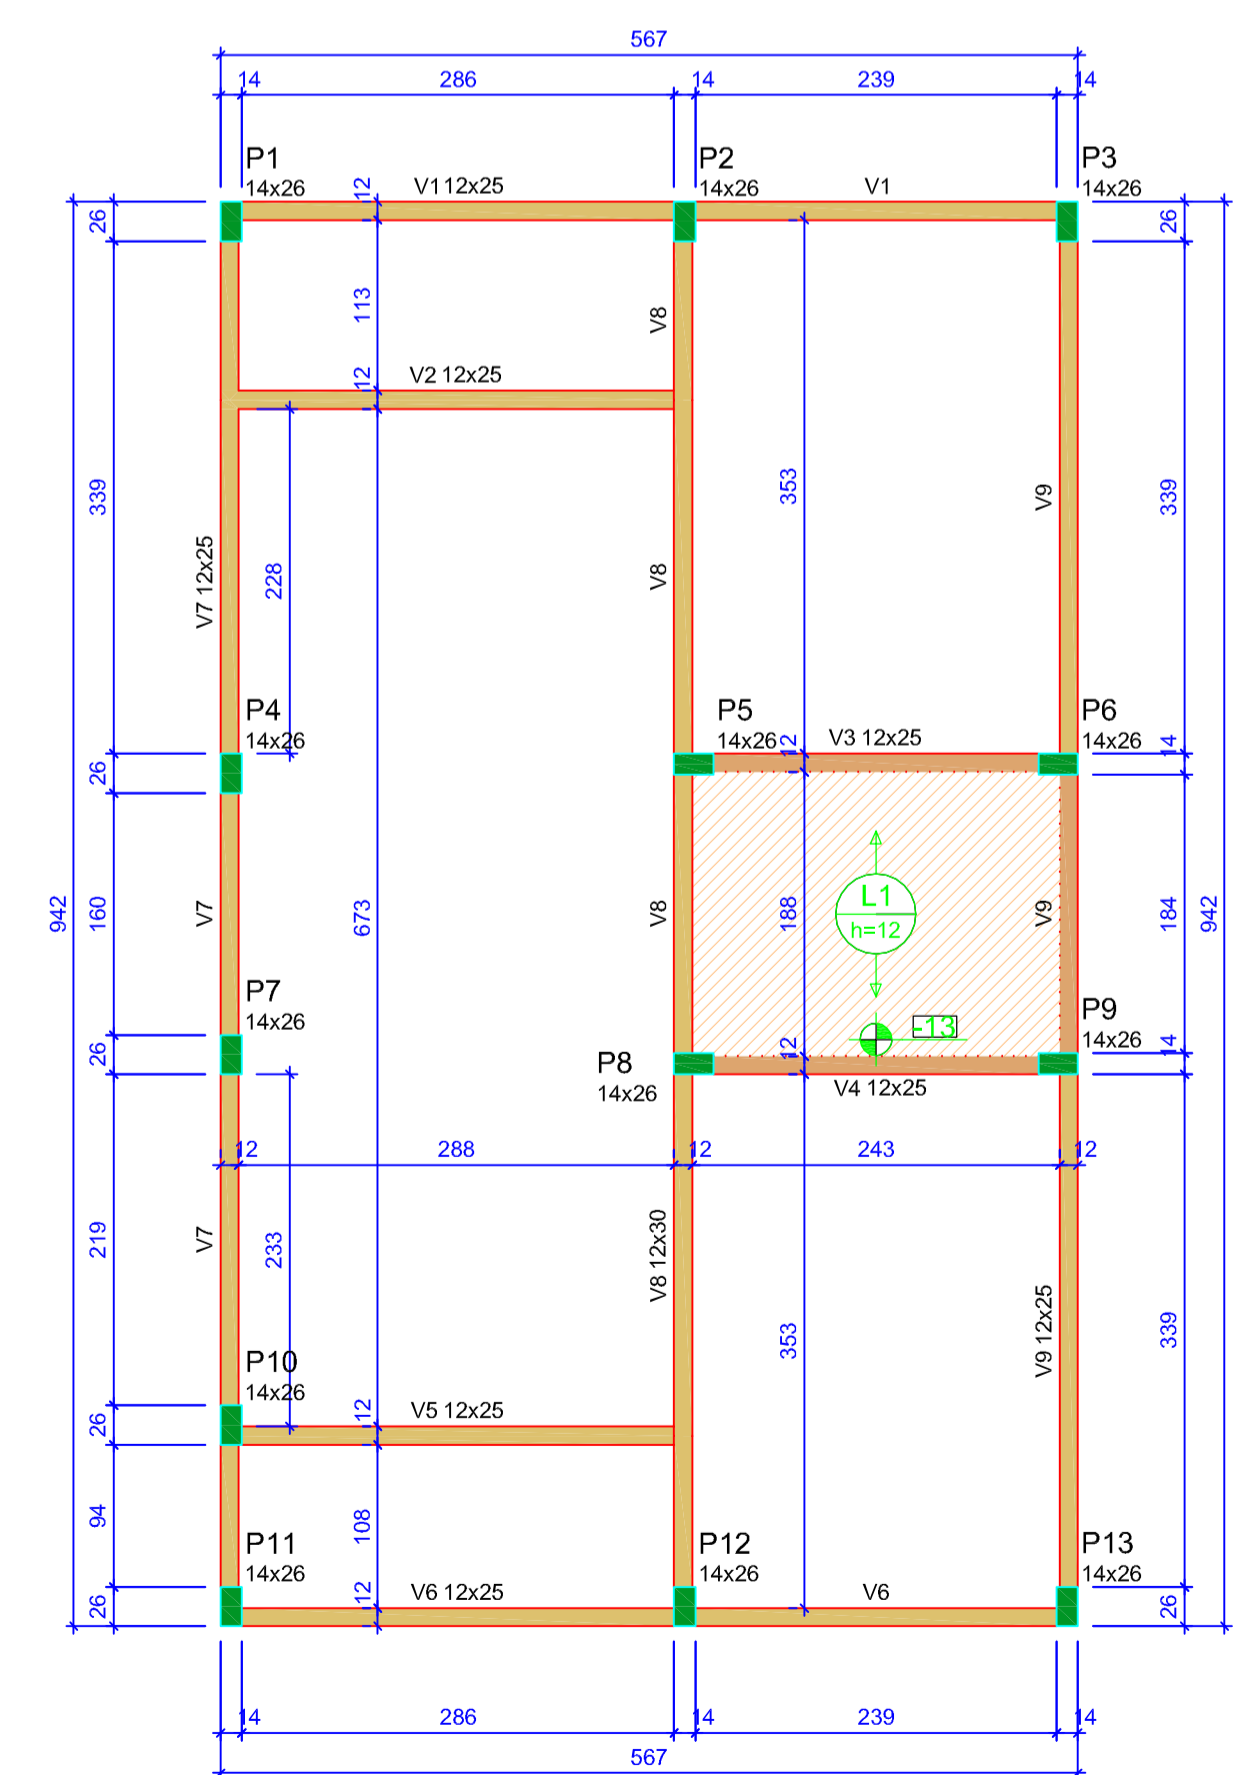 567
14 286 14 239 14
P1 P2 P3
14x26 V1 12x25 14x26 V1 14x26
12
26 26
113
V8
12
V2 12x25
339 353 V9 339
V7 12x25 228 V8
P4 P5 P6
14x26 14x26 12 V3 12x25 14x26 14
26
L1
942 160 V7 673 V8 188 h=12 V9 184 942
P7 P9
14x26 -13 14x26
26 12 14
P8
14x26 V4 12x25
12 288 12 243 12
219 V7 233 V8 12x30
353 V9 12x25 339
P10
14x26
26 12 V5 12x25
94 108
P11 P12 P13
14x26 14x26 14x26
26 12 V6 12x25 V6 26
14 286 14 239 14
567